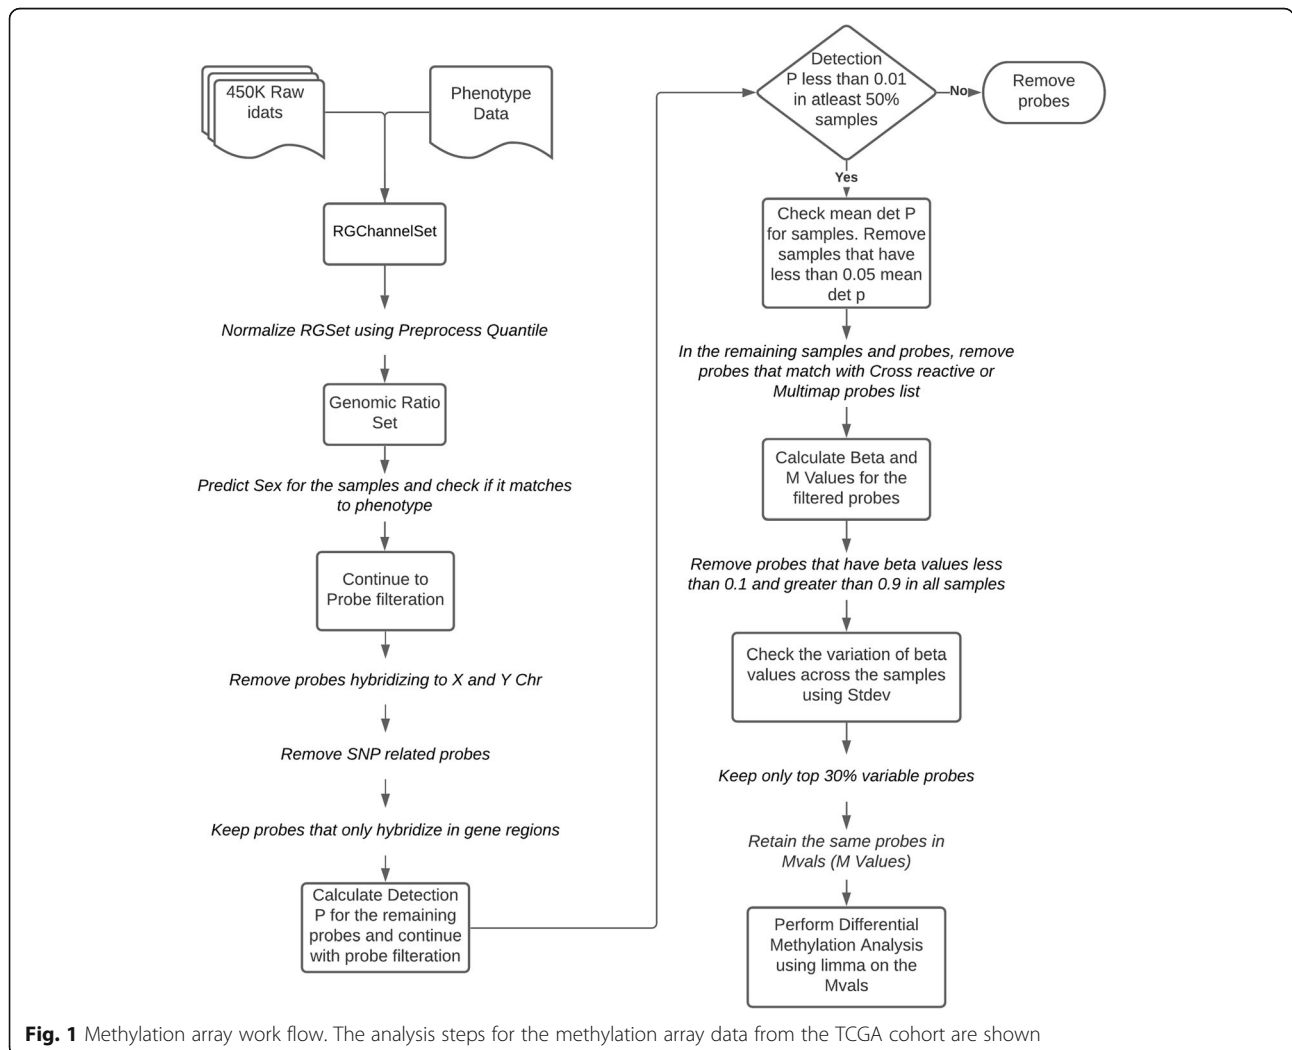 450K Raw
idats
Phenotype
Data
RGChannelSet
Normalize RGSet using Preprocess Quantile
Genomic Ratio
Set
Predict Sex for the samples and check if it matches
to phenotype
Continue to
Probe filteration
Remove probes hybridizing to X and Y Chr
Remove SNP related probes
Keep probes that only hybridize in gene regions
Calculate Detection
P for the remaining
probes and continue
with probe filteration
Detection
P less than 0.01
in atleast 50%
samples
No
Remove
probes
Yes
Check mean det P
for samples. Remove
samples that have
less than 0.05 mean
det p
In the remaining samples and probes, remove
probes that match with Cross reactive or
Multimap probes list
Calculate Beta and
M Values for the
filtered probes
Remove probes that have beta values less
than 0.1 and greater than 0.9 in all samples
Check the variation of beta
values across the samples
using Stdev
Keep only top 30% variable probes
Retain the same probes in
Mvals (M Values)
Perform Differential
Methylation Analysis
using limma on the
Mvals
Fig. 1 Methylation array work flow. The analysis steps for the methylation array data from the TCGA cohort are shown